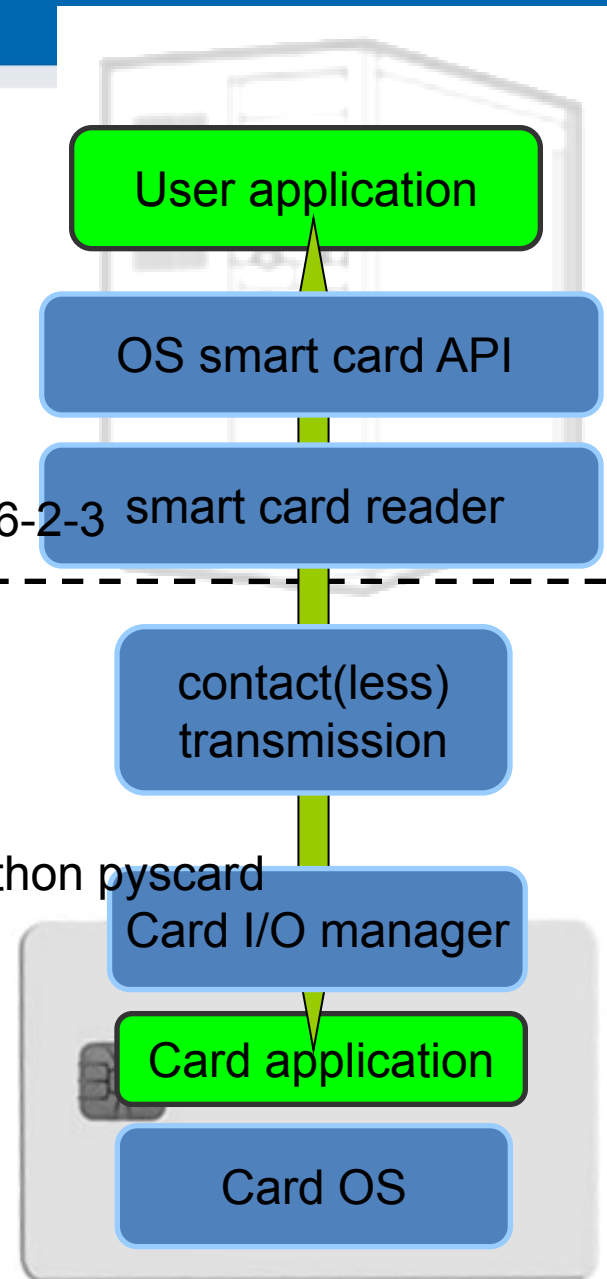 User application
OS smart card API
6-2-3 smart card reader
contact(less)
transmission
thon pyscard
Card I/O manager
Card application
Card OS